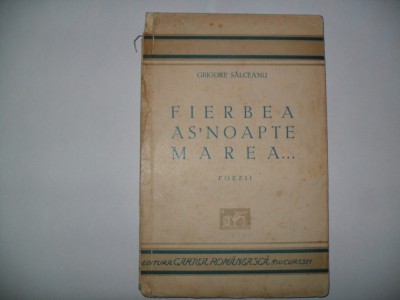 GRIGORE SĂLCEANU
FIERBEA
AS'NOAPTE
MAREA...
POEZII
EDITURA CARTEA ROMÂNEASCĂ BUCUREŞTI